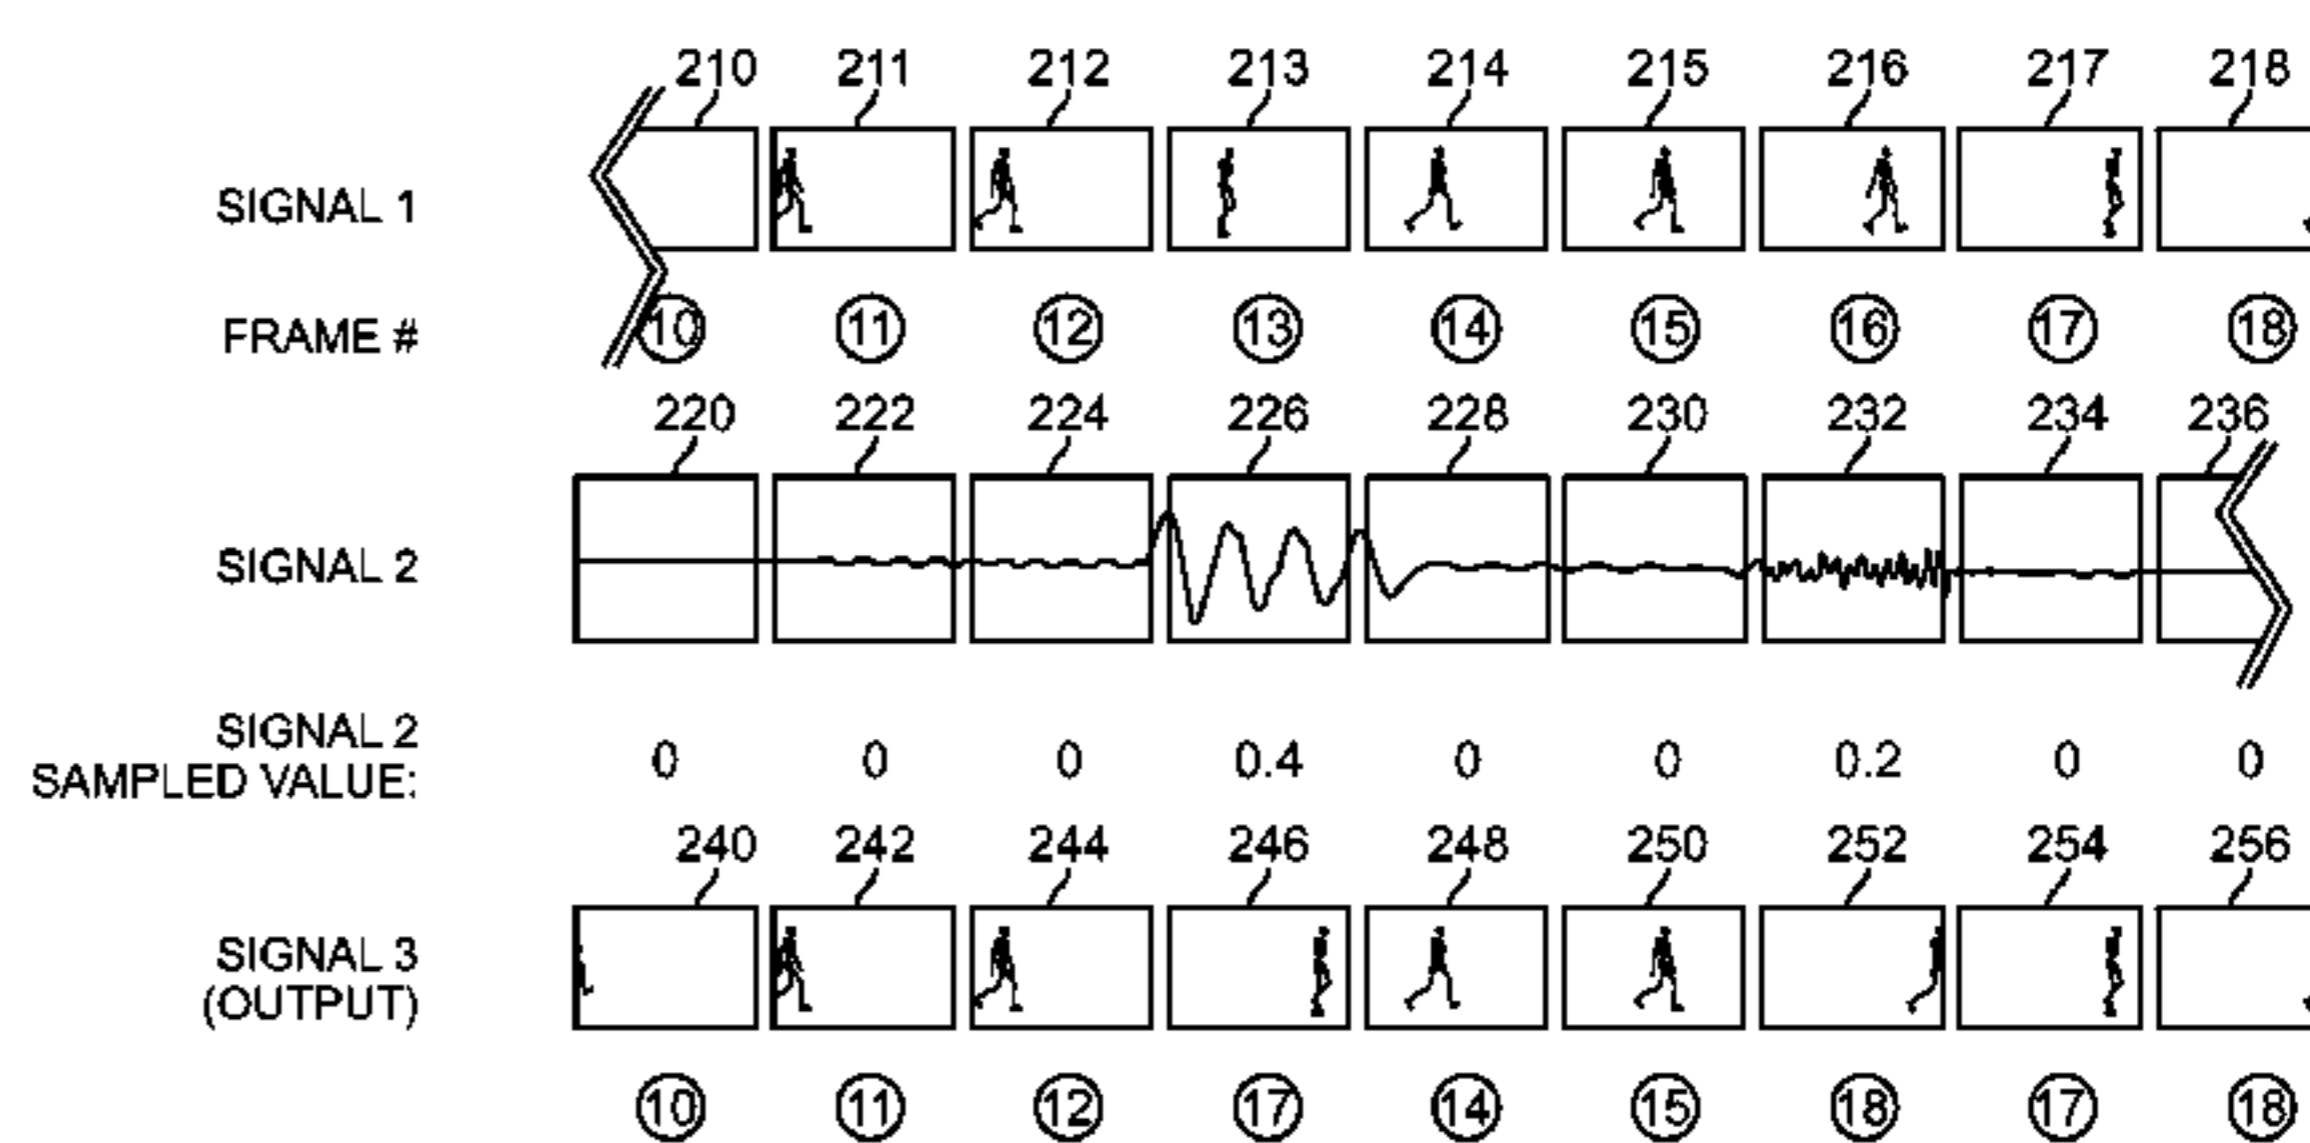 210 211 212 213 214 215 216 217 218
SIGNAL 1
FRAME # 10 11 12 13 14 15 16 17 18
220 222 224 226 228 230 232 234 236
SIGNAL 2
SIGNAL 2
SAMPLED VALUE: 0 0 0 0.4 0 0 0.2 0 0
240 242 244 246 248 250 252 254 256
SIGNAL 3
(OUTPUT)
10 11 12 17 14 15 18 17 18